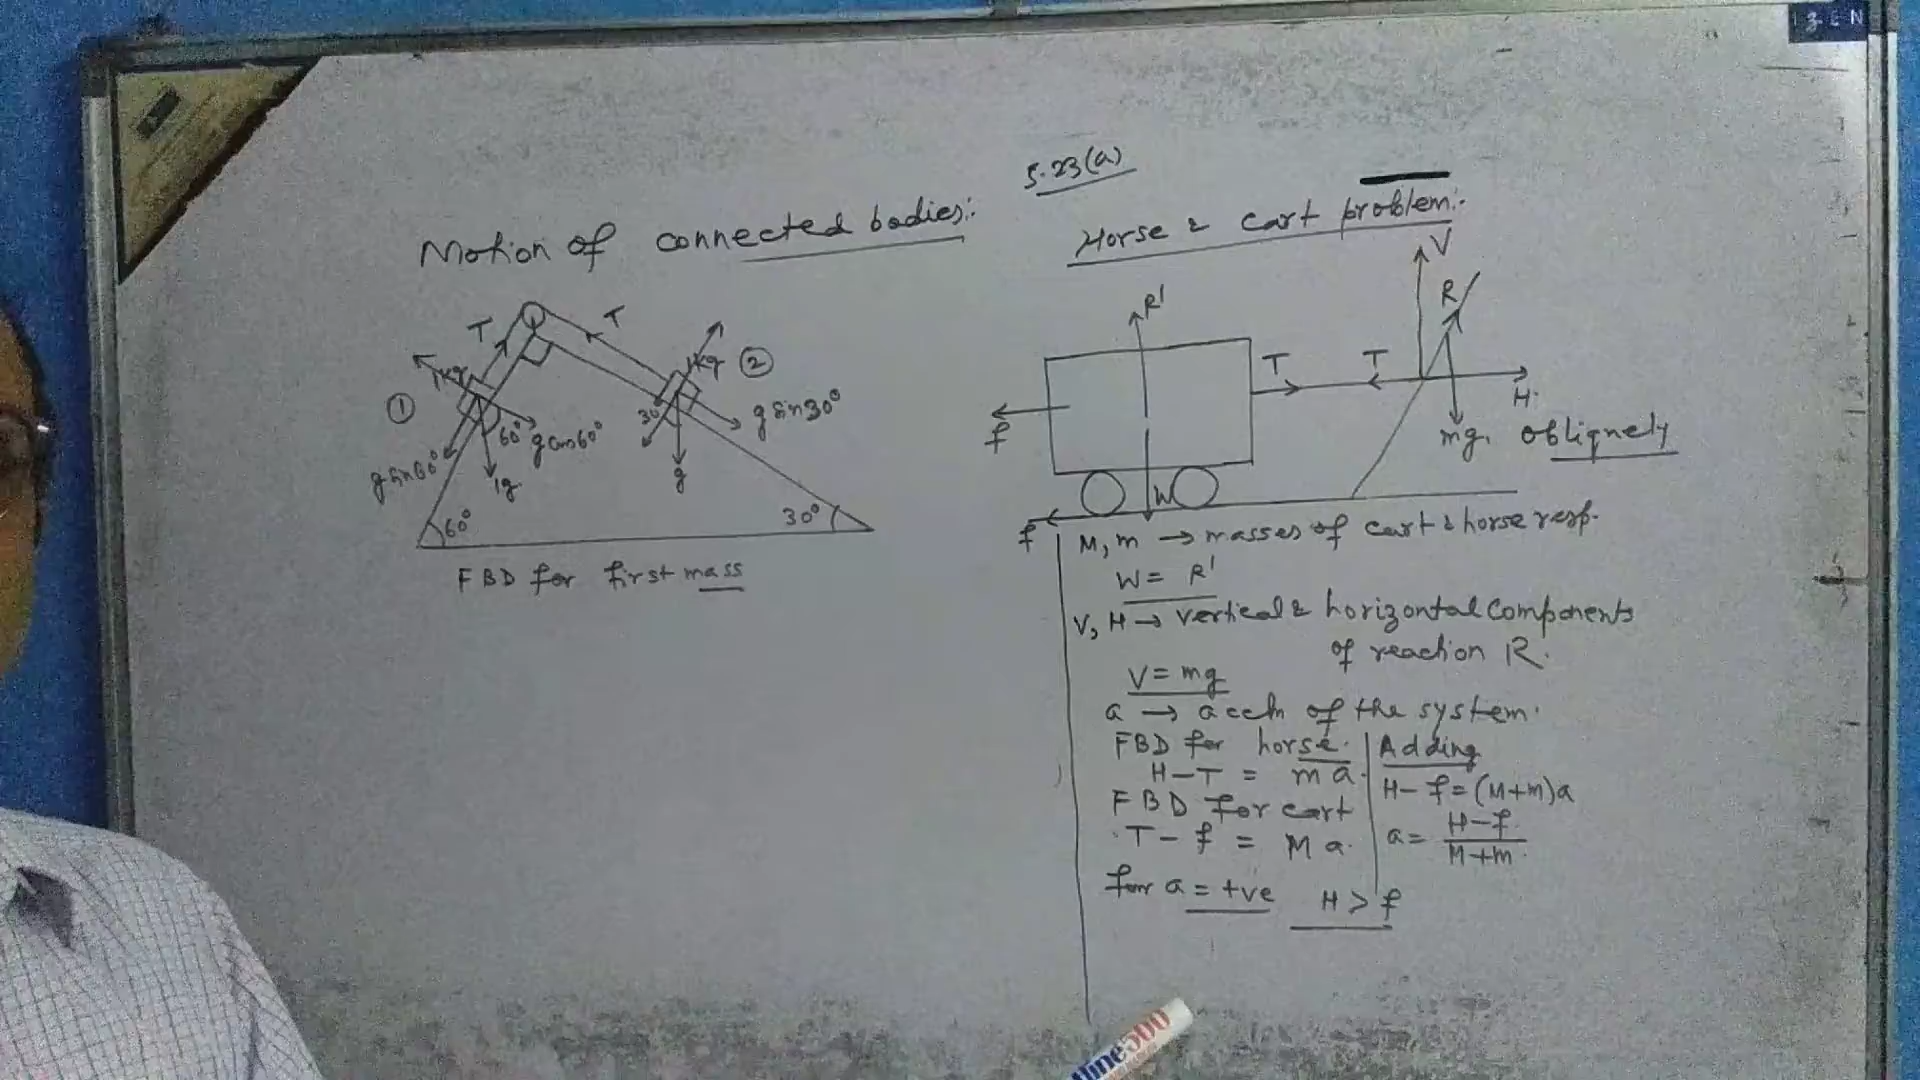 5.23(a)
Motion of connected bodies:
T
T
1kg
1kg
②
①
30
g sin30°
60°
g cos60°
g sin60°
1g
g
60°
30°
FBD for first mass
Horse & cart problem:
V
R'
R
T
T
H
f
mg
obliquely
W
f
M, m → masses of cart & horse resp.
W = R'
V, H → vertical & horizontal components
of reaction R.
V = mg
a → accln of the system.
FBD for horse.
H-T = ma
FBD for cart
T - f = Ma.
for a = +ve H > f
Adding
H - f = (M+m)a
a = H-f
M+m
line500